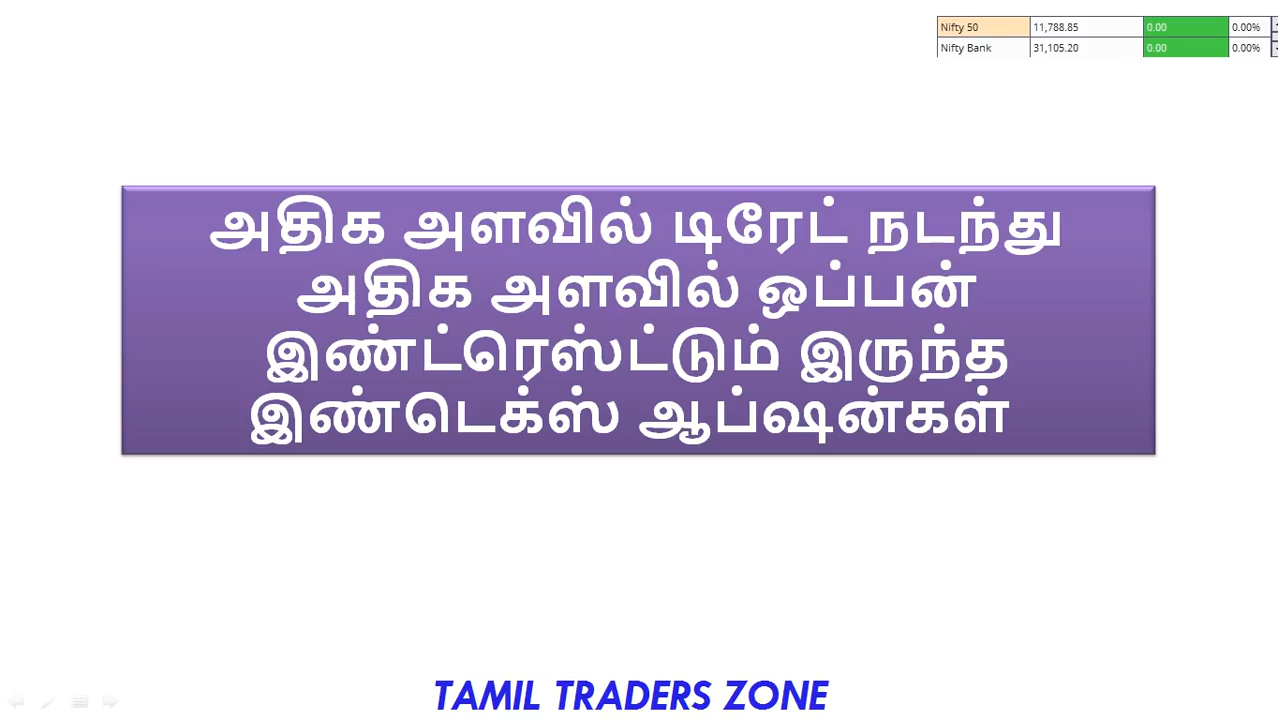 Nifty 50 11,788.85 0.00 0.00%
Nifty Bank 31,105.20 0.00 0.00%
அதிக அளவில் டிரேட் நடந்து
அதிக அளவில் ஒப்பன்
இண்ட்ரெஸ்ட்டும் இருந்த
இண்டெக்ஸ் ஆப்ஷன்கள்
TAMIL TRADERS ZONE